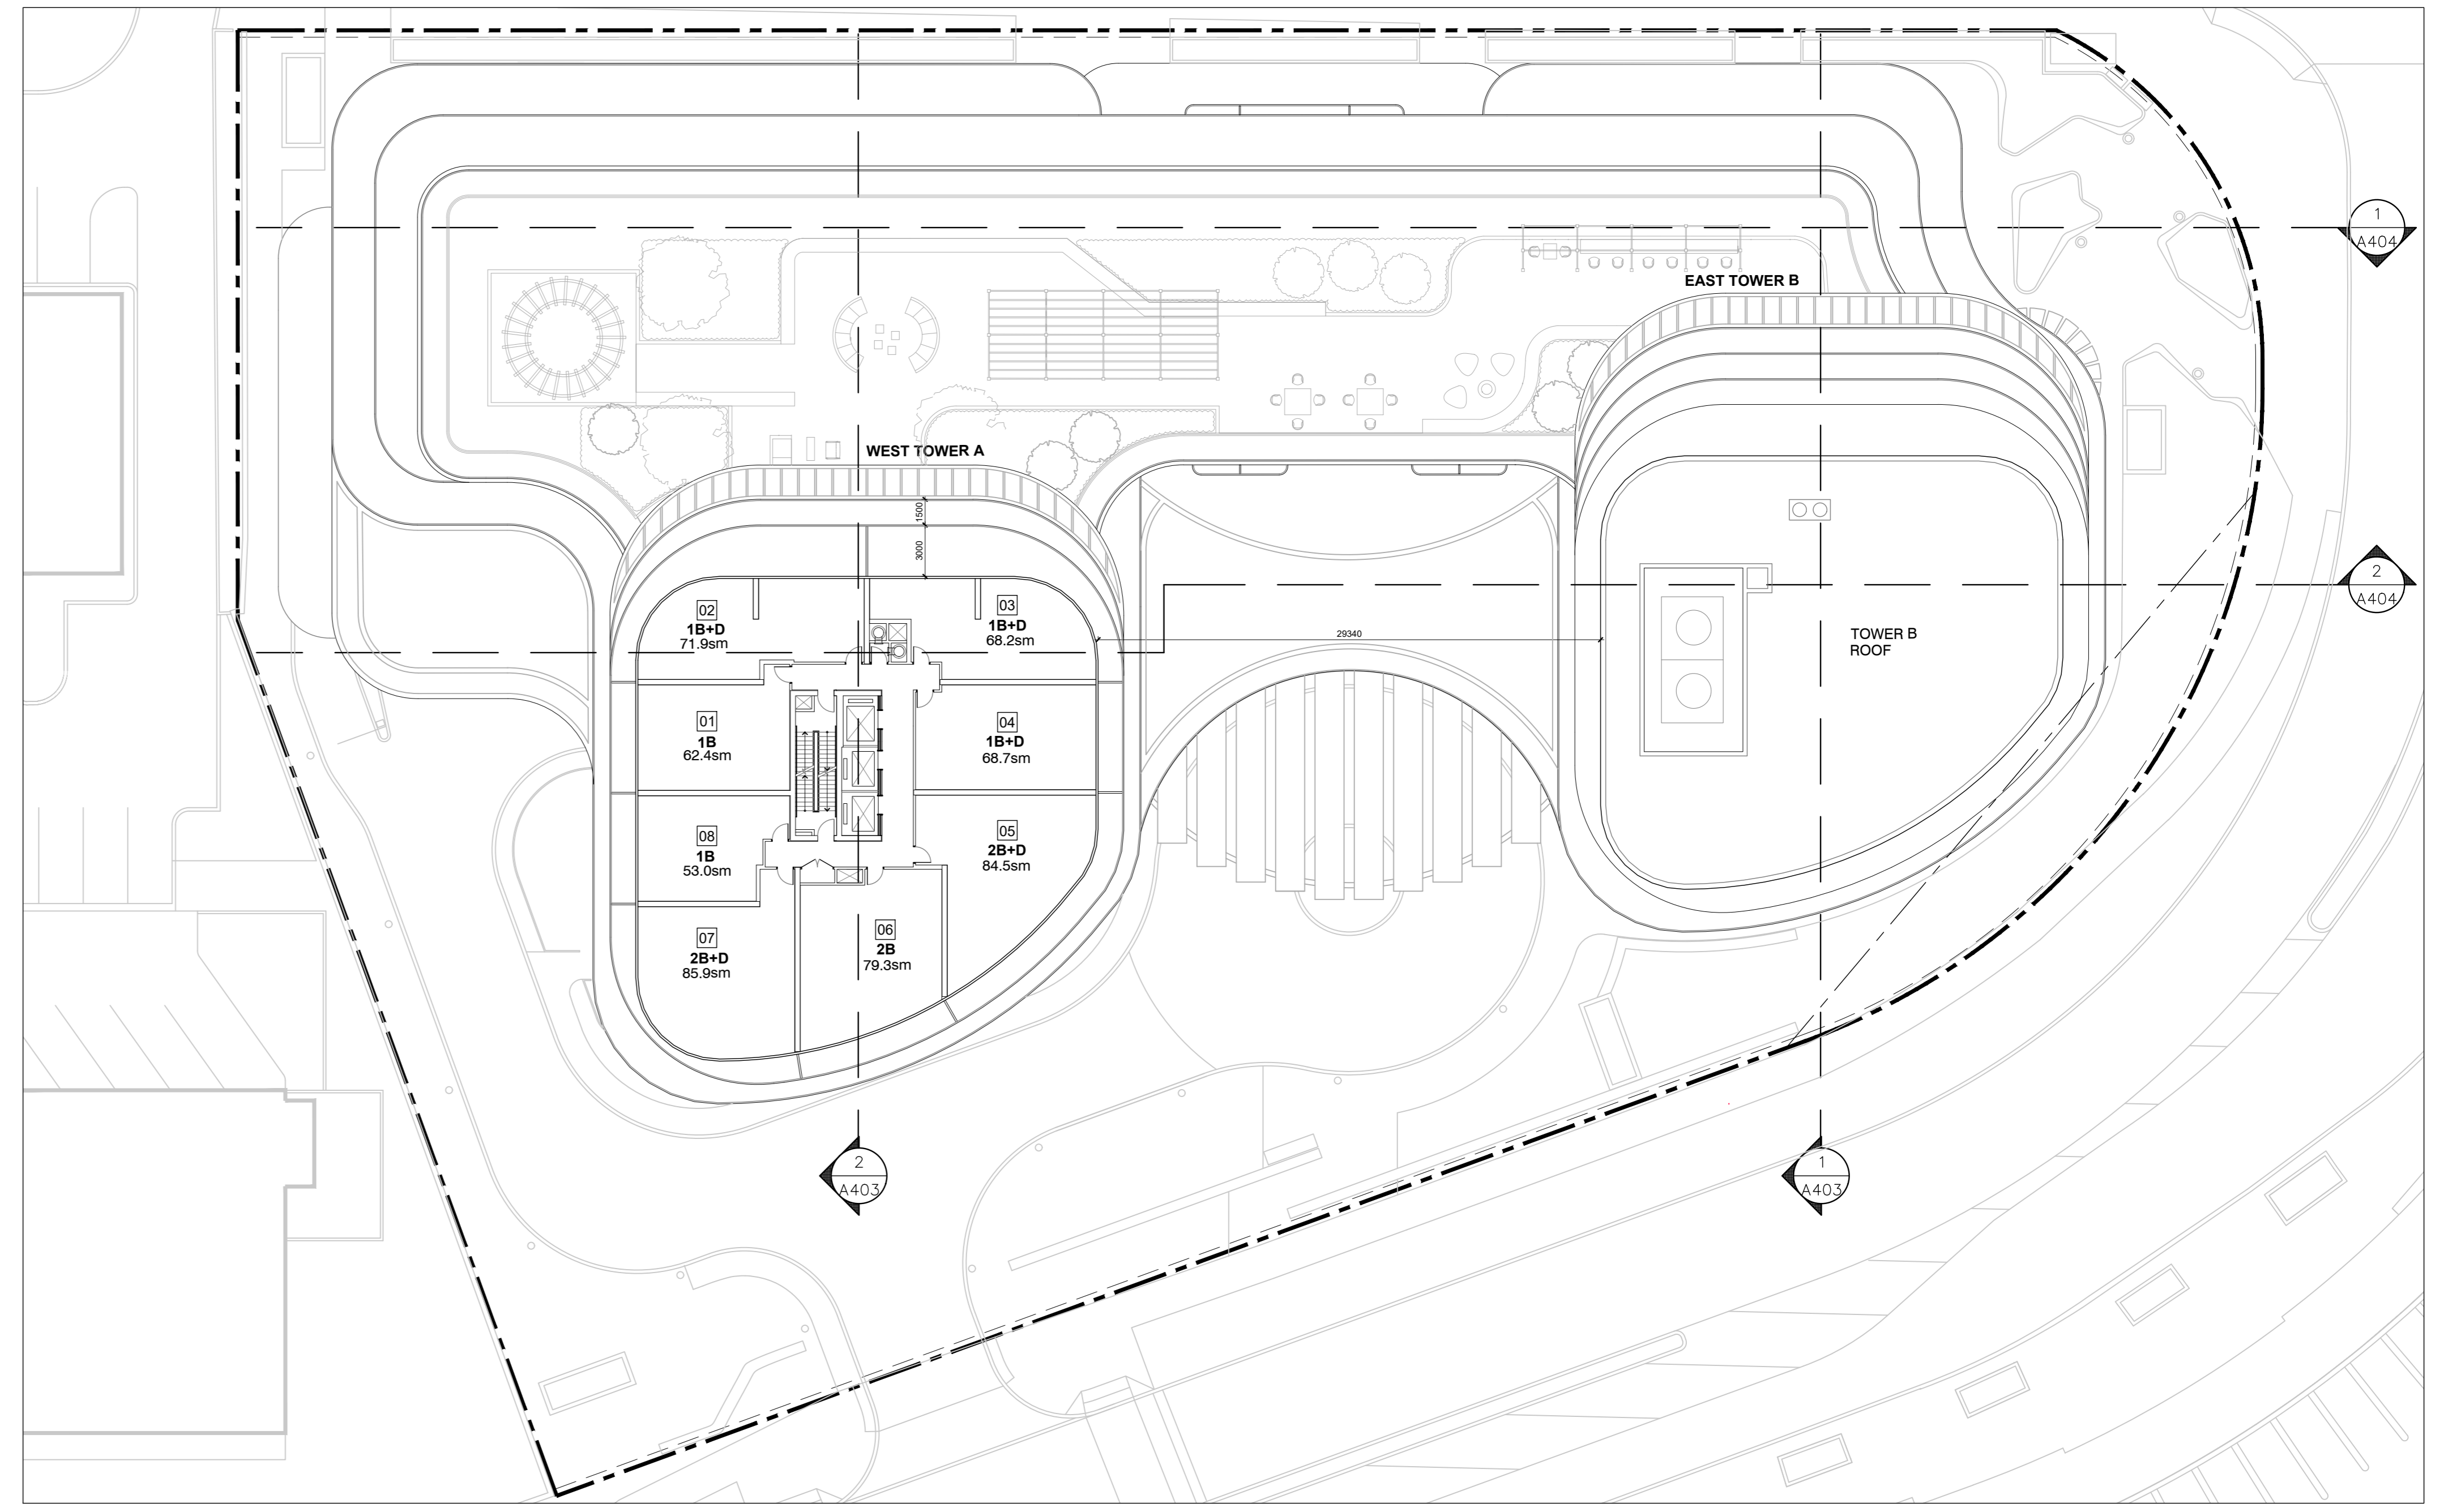 1
A404
EAST TOWER B
WEST TOWER A
1500
3000
2
A404
02
1B+D
71.9sm
03
1B+D
68.2sm
29340
TOWER B
ROOF
01
1B
62.4sm
04
1B+D
68.7sm
08
1B
53.0sm
05
2B+D
84.5sm
07
2B+D
85.9sm
06
2B
79.3sm
2
A403
1
A403